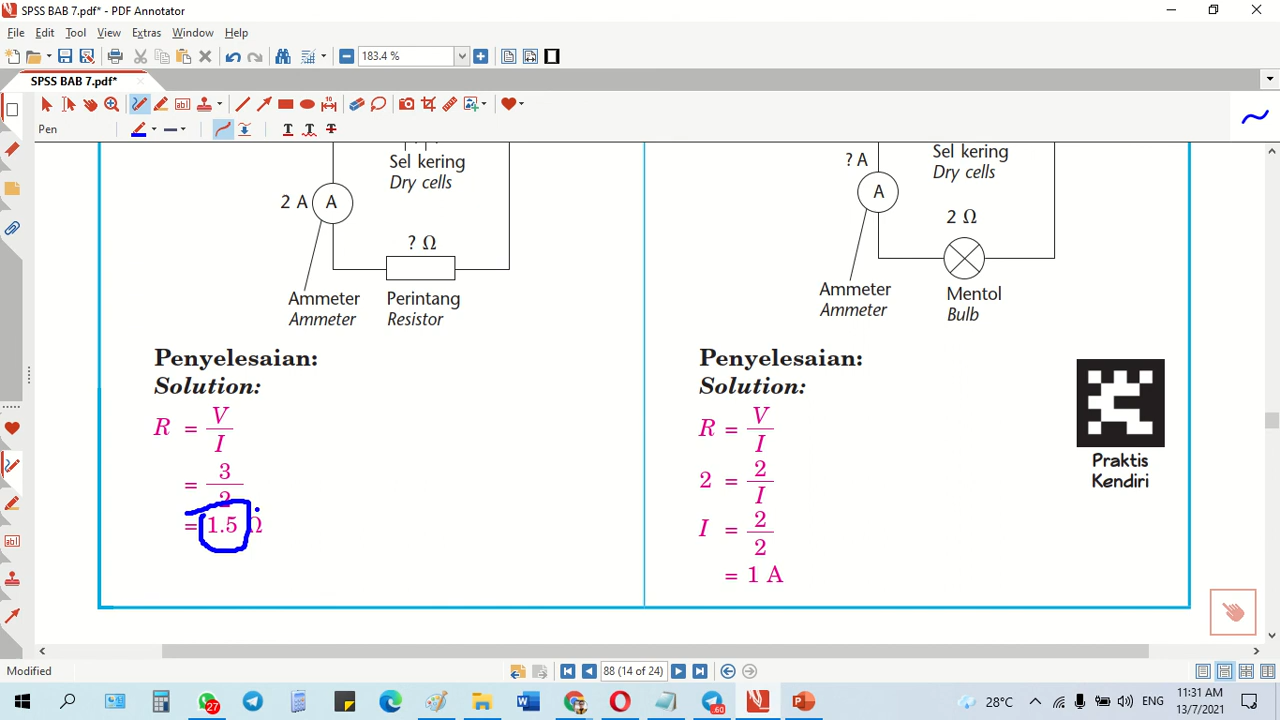 SPSS BAB 7.pdf* - PDF Annotator
File Edit Tool View Extras Window Help
183.4 %
SPSS BAB 7.pdf*
Pen
Sel kering
Dry cells
2 A
A
? Ω
Ammeter
Ammeter
Perintang
Resistor
Penyelesaian:
Solution:
R = V/I
= 3/2
= 1.5 Ω
? A
Sel kering
Dry cells
A
2 Ω
Ammeter
Ammeter
Mentol
Bulb
Penyelesaian:
Solution:
R = V/I
2 = 2/I
I = 2/2
= 1 A
Praktis
Kendiri
Modified
88 (14 of 24)
27
60
28°C
11:31 AM
13/7/2021